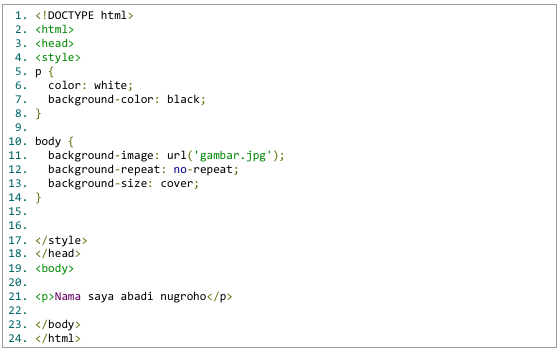 1. <!DOCTYPE html>
2. <html>
3. <head>
4. <style>
5. p {
6.   color: white;
7.   background-color: black;
8. }
9.
10. body {
11.   background-image: url('gambar.jpg');
12.   background-repeat: no-repeat;
13.   background-size: cover;
14. }
15.
16.
17. </style>
18. </head>
19. <body>
20.
21. <p>Nama saya abadi nugroho</p>
22.
23. </body>
24. </html>